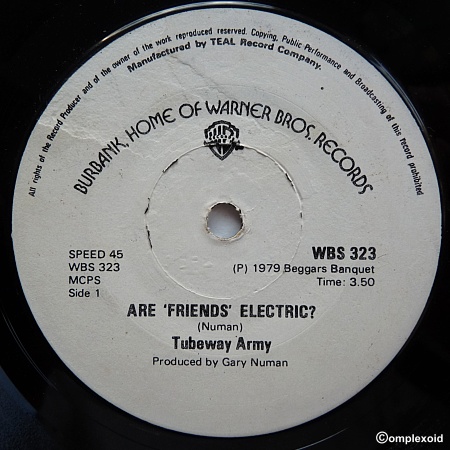 All rights of the Record Producer and of the owner of the work reproduced reserved. Copying, Public Performance and Broadcasting of this record prohibited
Manufactured by TEAL Record Company.
BURBANK, HOME OF WARNER BROS. RECORDS
SPEED 45
WBS 323
MCPS
Side 1
WBS 323
(P) 1979 Beggars Banquet
Time: 3.50
ARE 'FRIENDS' ELECTRIC?
(Numan)
Tubeway Army
Produced by Gary Numan
©omplexoid